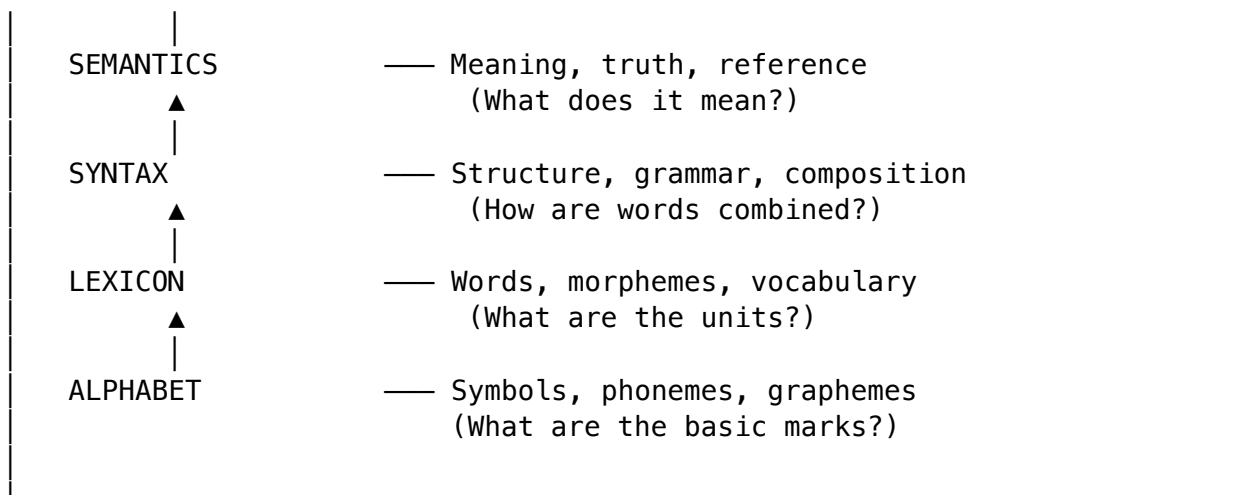 SEMANTICS ─── Meaning, truth, reference
▲ (What does it mean?)
SYNTAX ─── Structure, grammar, composition
▲ (How are words combined?)
LEXICON ─── Words, morphemes, vocabulary
▲ (What are the units?)
ALPHABET ─── Symbols, phonemes, graphemes
(What are the basic marks?)